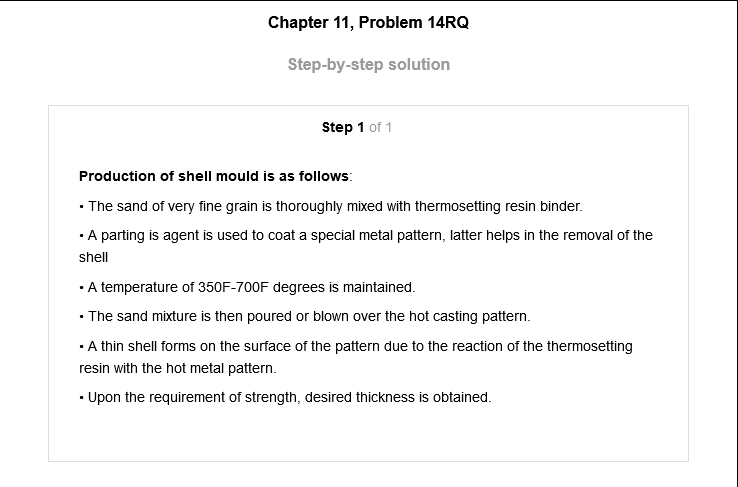 Chapter 11, Problem 14RQ
Step-by-step solution
Step 1 of 1
Production of shell mould is as follows:
• The sand of very fine grain is thoroughly mixed with thermosetting resin binder.
• A parting is agent is used to coat a special metal pattern, latter helps in the removal of the
shell
• A temperature of 350F-700F degrees is maintained.
• The sand mixture is then poured or blown over the hot casting pattern.
• A thin shell forms on the surface of the pattern due to the reaction of the thermosetting
resin with the hot metal pattern.
• Upon the requirement of strength, desired thickness is obtained.